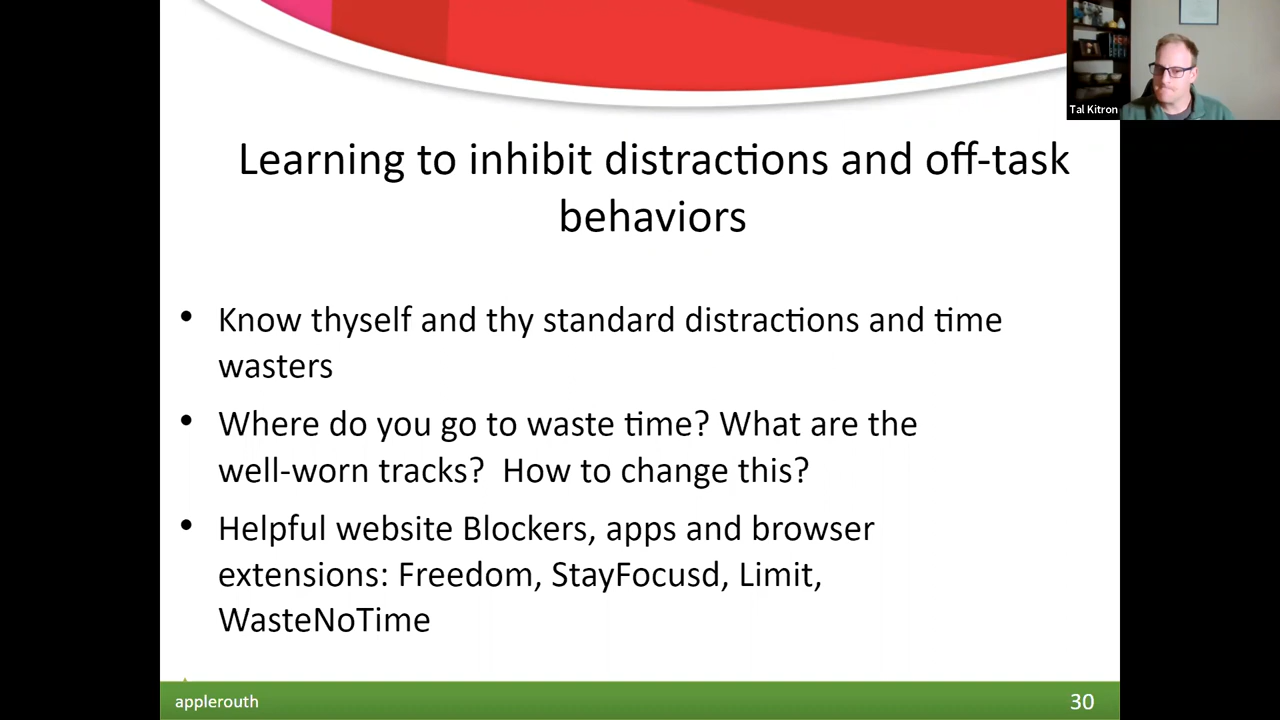 Tal Kitron
Learning to inhibit distractions and off-task
behaviors
• Know thyself and thy standard distractions and time
wasters
• Where do you go to waste time? What are the
well-worn tracks?  How to change this?
• Helpful website Blockers, apps and browser
extensions: Freedom, StayFocusd, Limit,
WasteNoTime
applerouth
30